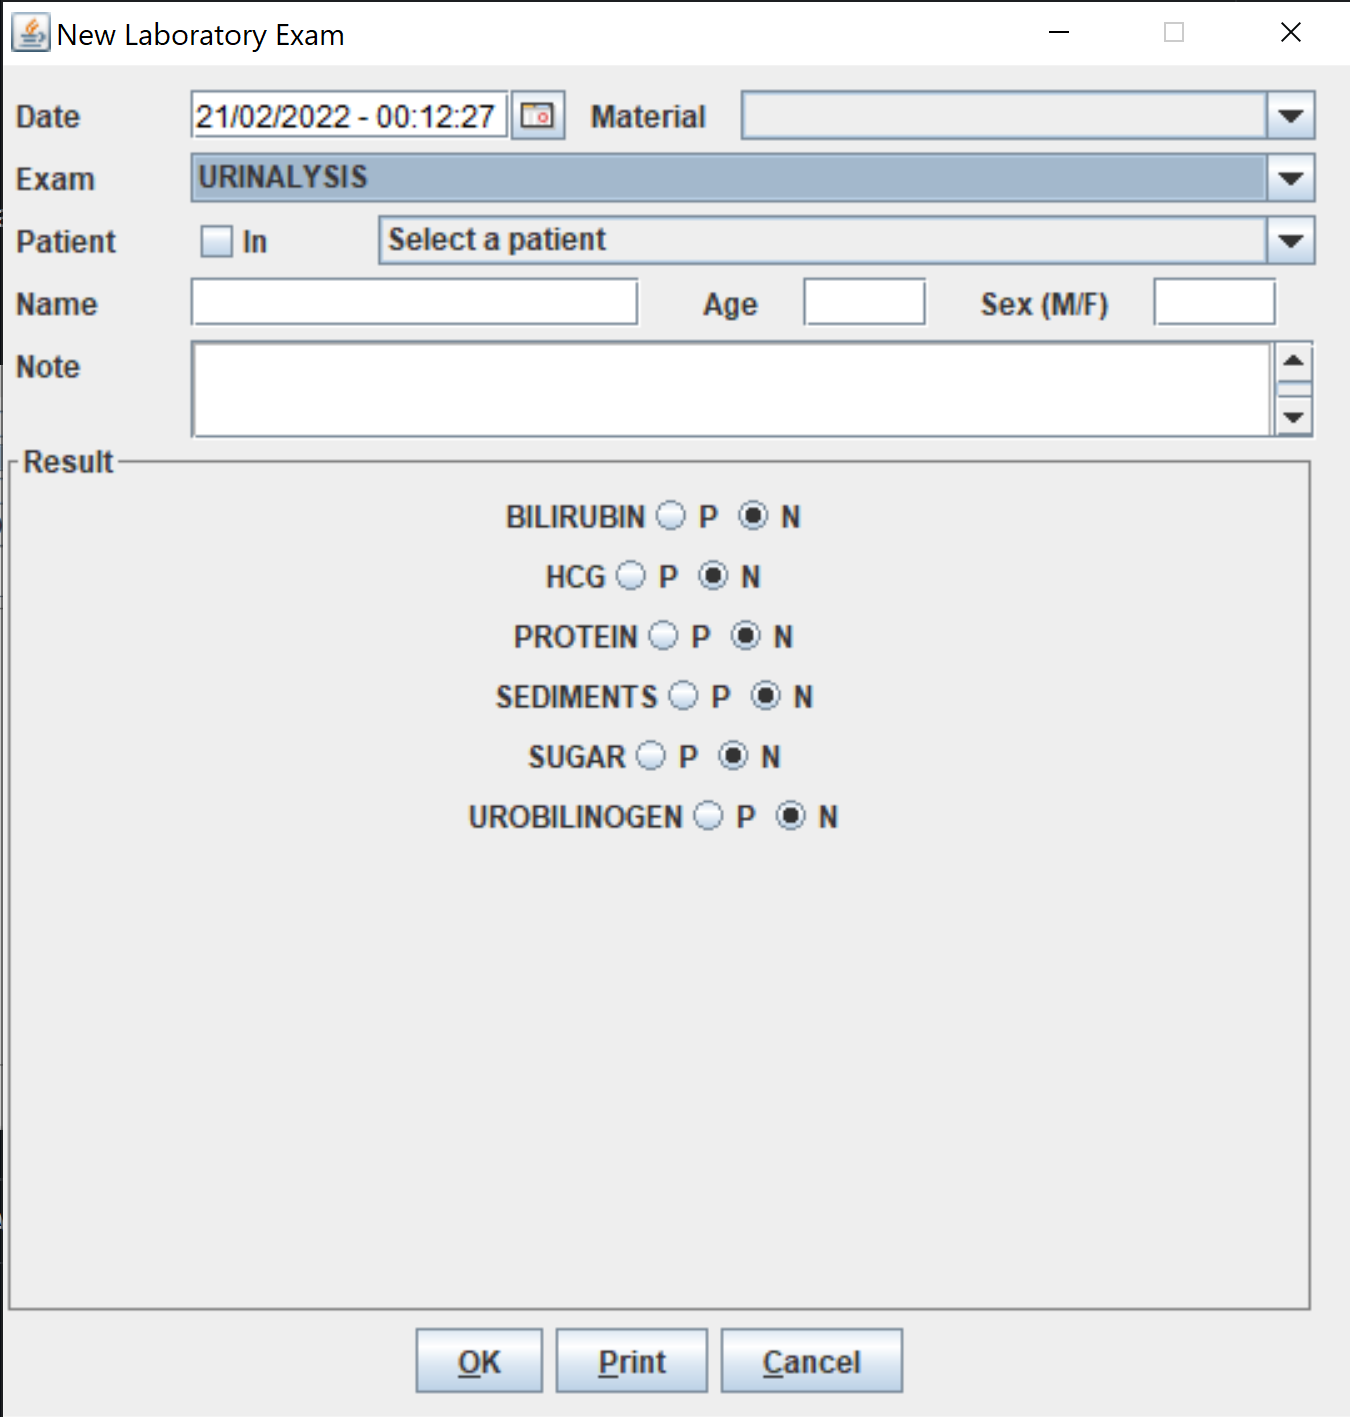 New Laboratory Exam
Date 21/02/2022 - 00:12:27 Material
Exam URINALYSIS
Patient In Select a patient
Name Age Sex (M/F)
Note
Result
BILIRUBIN P N
HCG P N
PROTEIN P N
SEDIMENTS P N
SUGAR P N
UROBILINOGEN P N
OK Print Cancel